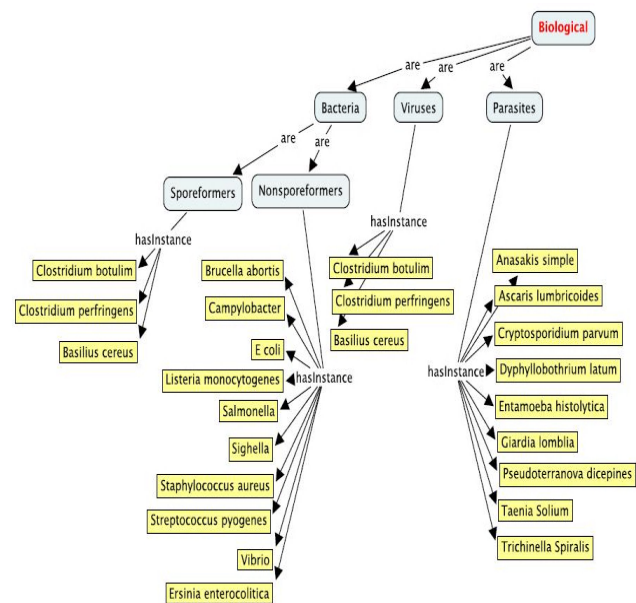 Biological
are
are
are
Bacteria
Viruses
Parasites
are
are
Sporeformers
Nonsporeformers
hasInstance
Clostridium botulim
Clostridium perfringens
Basilius cereus
hasInstance
Brucella abortis
Campylobacter
E coli
Listeria monocytogenes
Salmonella
Sighella
Staphylococcus aureus
Streptococcus pyogenes
Vibrio
Ersinia enterocolitica
hasInstance
Clostridium botulim
Clostridium perfringens
Basilius cereus
hasInstance
Anasakis simple
Ascaris lumbricoides
Cryptosporidium parvum
Dyphyllobothrium latum
Entamoeba histolytica
Giardia lomblia
Pseudoterranova dicepines
Taenia Solium
Trichinella Spiralis